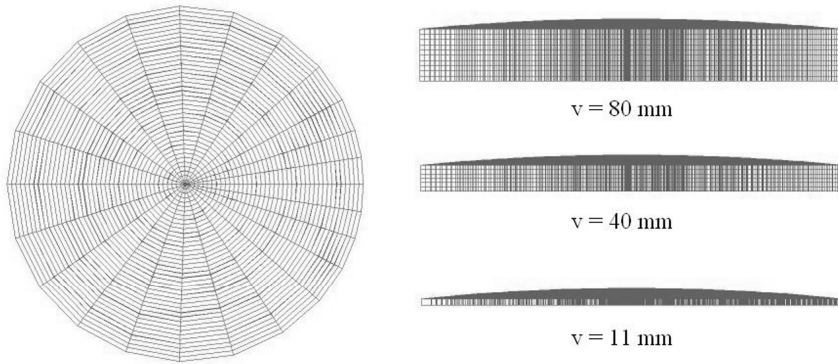 v = 80 mm
v = 40 mm
v = 11 mm